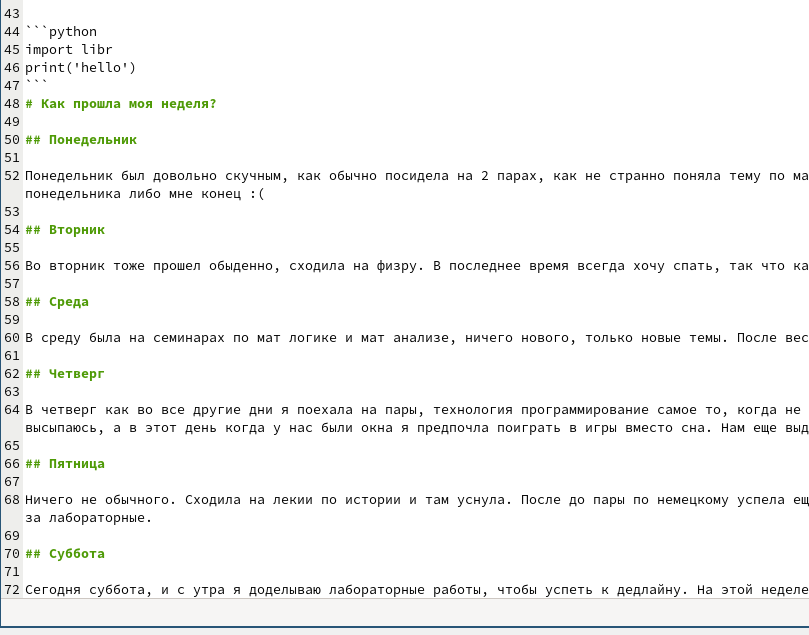 43
44 ```python
45 import libr
46 print('hello')
47 ```
48 # Как прошла моя неделя?
49
50 ## Понедельник
51
52 Понедельник был довольно скучным, как обычно посидела на 2 парах, как не странно поняла тему по ма
понедельника либо мне конец :(
53
54 ## Вторник
55
56 Во вторник тоже прошел обыденно, сходила на физру. В последнее время всегда хочу спать, так что ка
57
58 ## Среда
59
60 В среду была на семинарах по мат логике и мат анализе, ничего нового, только новые темы. После вес
61
62 ## Четверг
63
64 В четверг как во все другие дни я поехала на пары, технология программирование самое то, когда не
высыпаюсь, а в этот день когда у нас были окна я предпочла поиграть в игры вместо сна. Нам еще выд
65
66 ## Пятница
67
68 Ничего не обычного. Сходила на лекии по истории и там уснула. После до пары по немецкому успела ещ
за лабораторные.
69
70 ## Суббота
71
72 Сегодня суббота, и с утра я доделываю лабораторные работы, чтобы успеть к дедлайну. На этой неделе